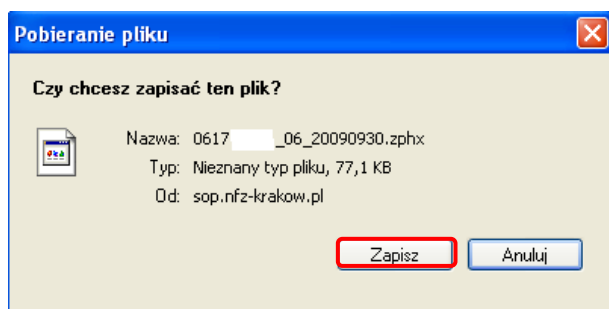 Pobieranie pliku
Czy chcesz zapisać ten plik?
Nazwa: 0617 _06_20090930.zphx
Typ: Nieznany typ pliku, 77,1 KB
Od: sop.nfz-krakow.pl
Zapisz Anuluj